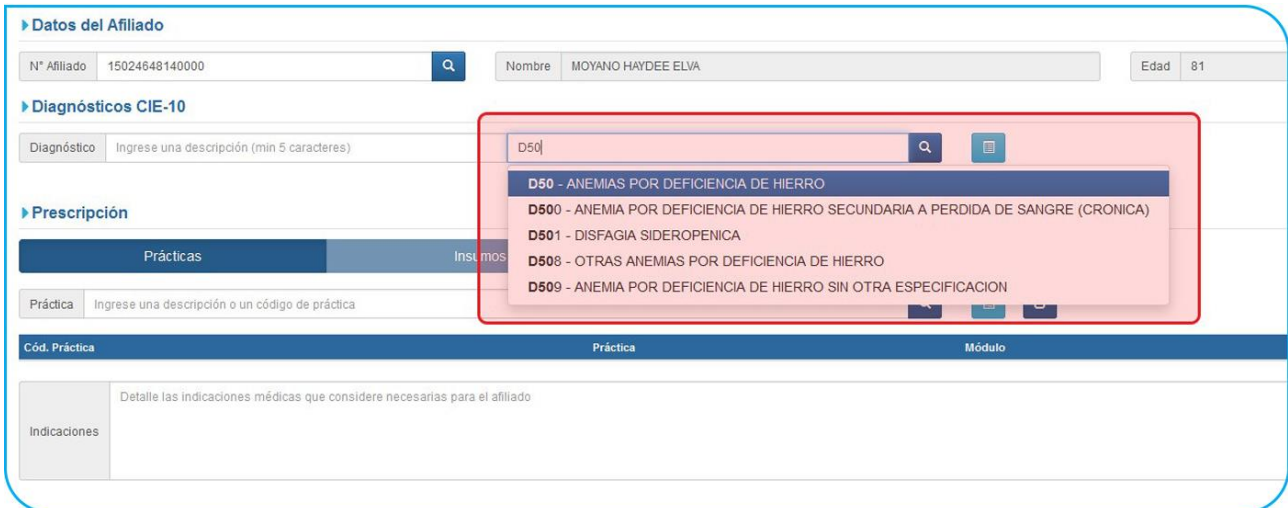 Datos del Afiliado
N° Afiliado 15024648140000 Nombre MOYANO HAYDEE ELVA Edad 81
Diagnósticos CIE-10
Diagnóstico Ingrese una descripción (min 5 caracteres) D50
D50 - ANEMIAS POR DEFICIENCIA DE HIERRO
D500 - ANEMIA POR DEFICIENCIA DE HIERRO SECUNDARIA A PERDIDA DE SANGRE (CRONICA)
Prescripción
D501 - DISFAGIA SIDEROPENICA
Prácticas Insumos
D508 - OTRAS ANEMIAS POR DEFICIENCIA DE HIERRO
D509 - ANEMIA POR DEFICIENCIA DE HIERRO SIN OTRA ESPECIFICACION
Práctica Ingrese una descripción o un código de práctica
Cód. Práctica Práctica Módulo
Detalle las indicaciones médicas que considere necesarias para el afiliado
Indicaciones